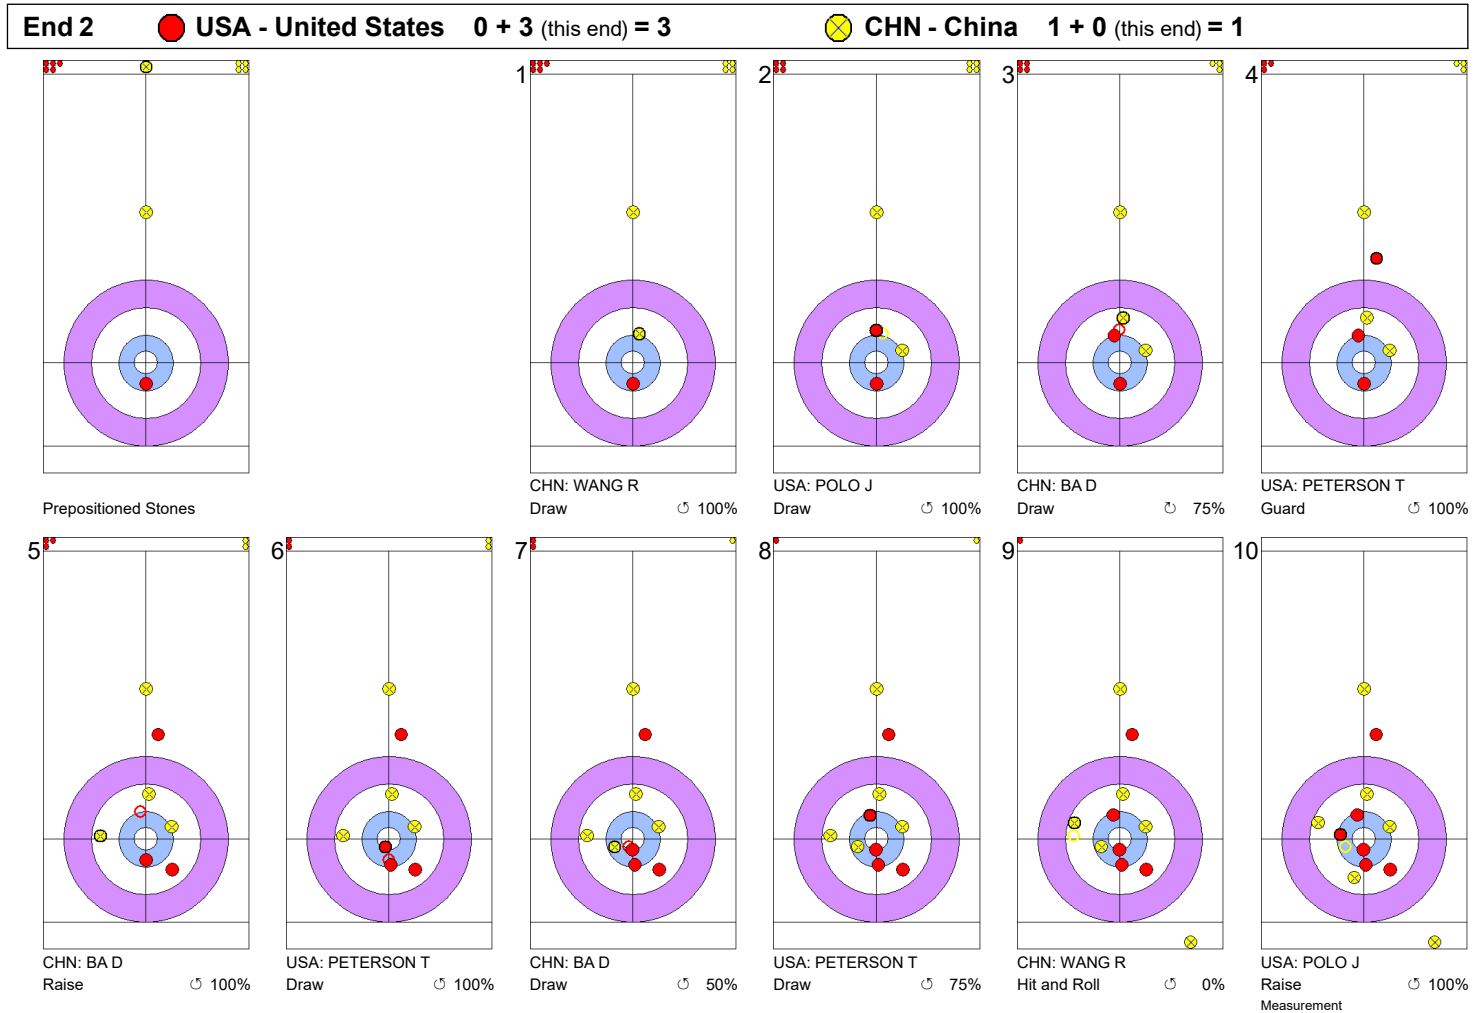 End 2 USA - United States 0 + 3 (this end) = 3 CHN - China 1 + 0 (this end) = 1
Prepositioned Stones
1
CHN: WANG R
Draw 100%
2
USA: POLO J
Draw 100%
3
CHN: BA D
Draw 75%
4
USA: PETERSON T
Guard 100%
5
CHN: BA D
Raise 100%
6
USA: PETERSON T
Draw 100%
7
CHN: BA D
Draw 50%
8
USA: PETERSON T
Draw 75%
9
CHN: WANG R
Hit and Roll 0%
10
USA: POLO J
Raise 100%
Measurement